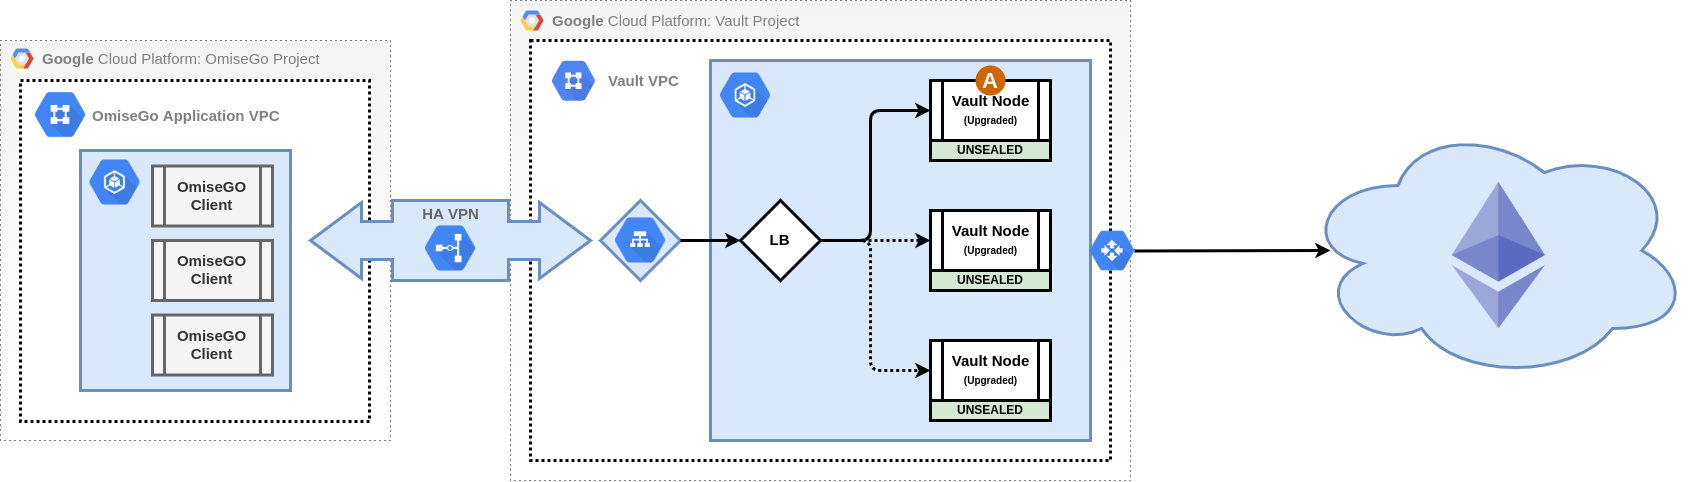 Google Cloud Platform: OmiseGo Project
OmiseGo Application VPC
OmiseGO
Client
OmiseGO
Client
OmiseGO
Client
HA VPN
Google Cloud Platform: Vault Project
Vault VPC
LB
A
Vault Node
(Upgraded)
UNSEALED
Vault Node
(Upgraded)
UNSEALED
Vault Node
(Upgraded)
UNSEALED